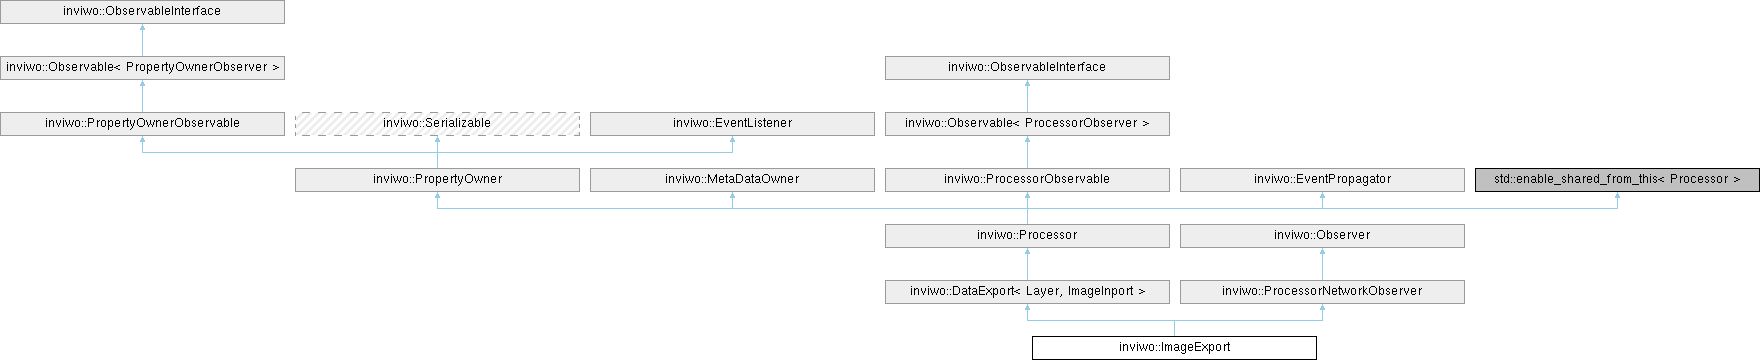 inviwo::ObservableInterface
inviwo::Observable< PropertyOwnerObserver >
inviwo::ObservableInterface
inviwo::PropertyOwnerObservable
inviwo::Serializable
inviwo::EventListener
inviwo::Observable< ProcessorObserver >
inviwo::PropertyOwner
inviwo::MetaDataOwner
inviwo::ProcessorObservable
inviwo::EventPropagator
std::enable_shared_from_this< Processor >
inviwo::Processor
inviwo::Observer
inviwo::DataExport< Layer, ImageInport >
inviwo::ProcessorNetworkObserver
inviwo::ImageExport